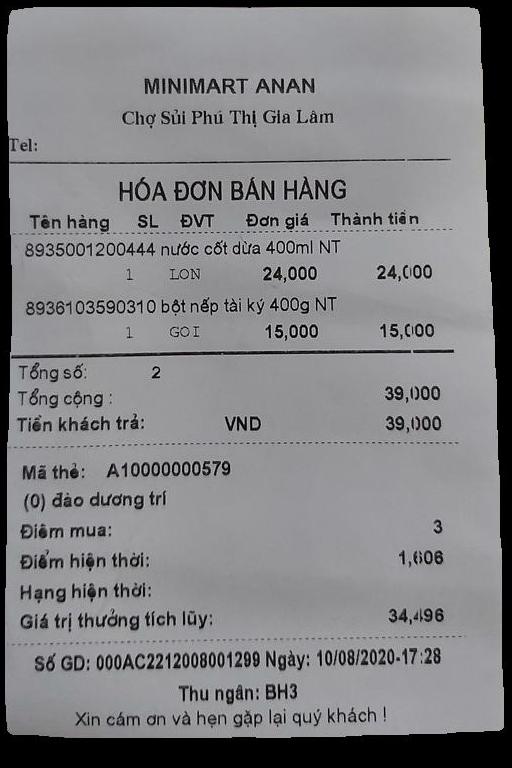 MINIMART ANAN
Chợ Sủi Phú Thị Gia Lâm
Tel:
HÓA ĐƠN BÁN HÀNG
Tên hàng SL ĐVT Đơn giá Thành tiền
8935001200444 nước cốt dừa 400ml NT
1 LON 24,000 24,000
8936103590310 bột nếp tài ký 400g NT
1 GOI 15,000 15,000
Tổng số: 2
Tổng cộng : 39,000
Tiền khách trả: VND 39,000
Mã thẻ: A10000000579
(0) đào dương trí
Điểm mua: 3
Điểm hiện thời: 1,606
Hạng hiện thời:
Giá trị thưởng tích lũy: 34,496
Số GD: 000AC2212008001299 Ngày: 10/08/2020-17:28
Thu ngân: BH3
Xin cám ơn và hẹn gặp lại quý khách !